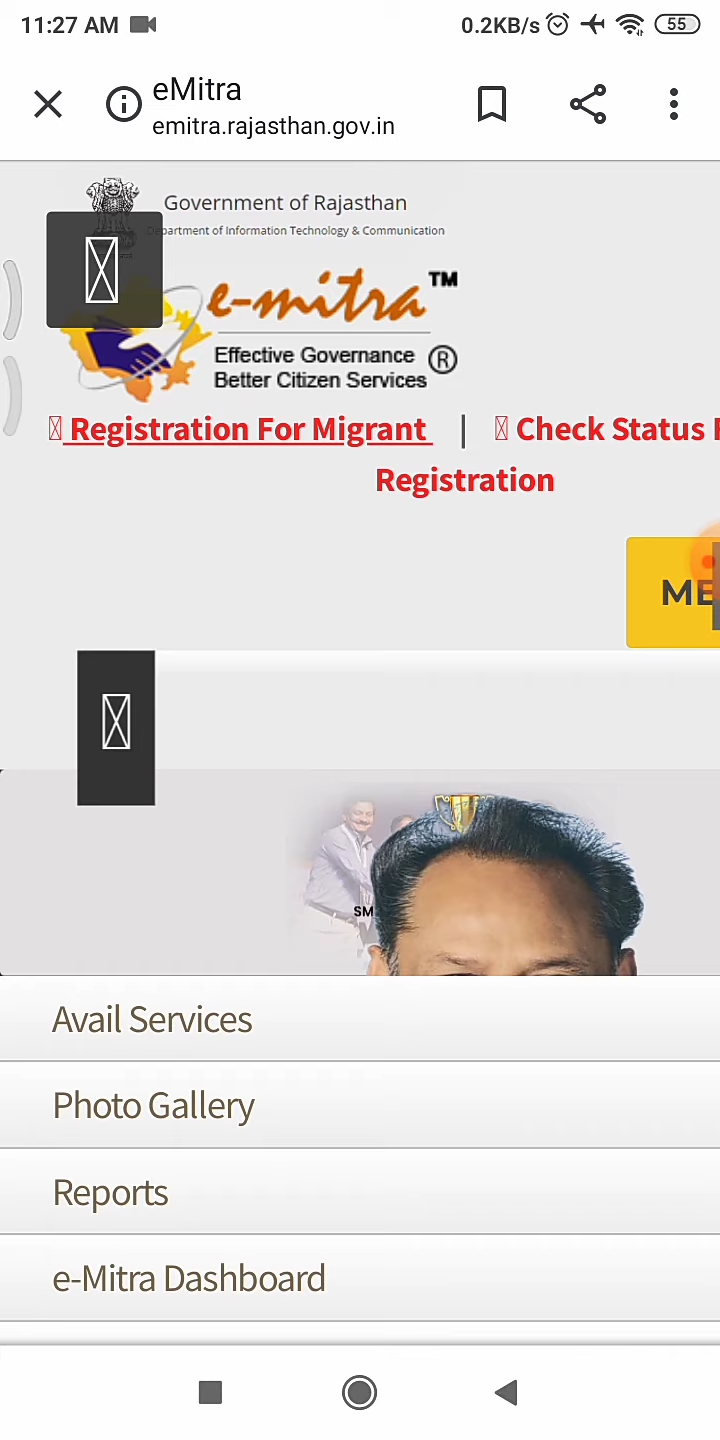 11:27 AM 0.2KB/s 55
eMitra
emitra.rajasthan.gov.in
Government of Rajasthan
Department of Information Technology & Communication
e-mitra™
Effective Governance ®
Better Citizen Services
Registration For Migrant | Check Status F
Registration
ME
SM
Avail Services
Photo Gallery
Reports
e-Mitra Dashboard